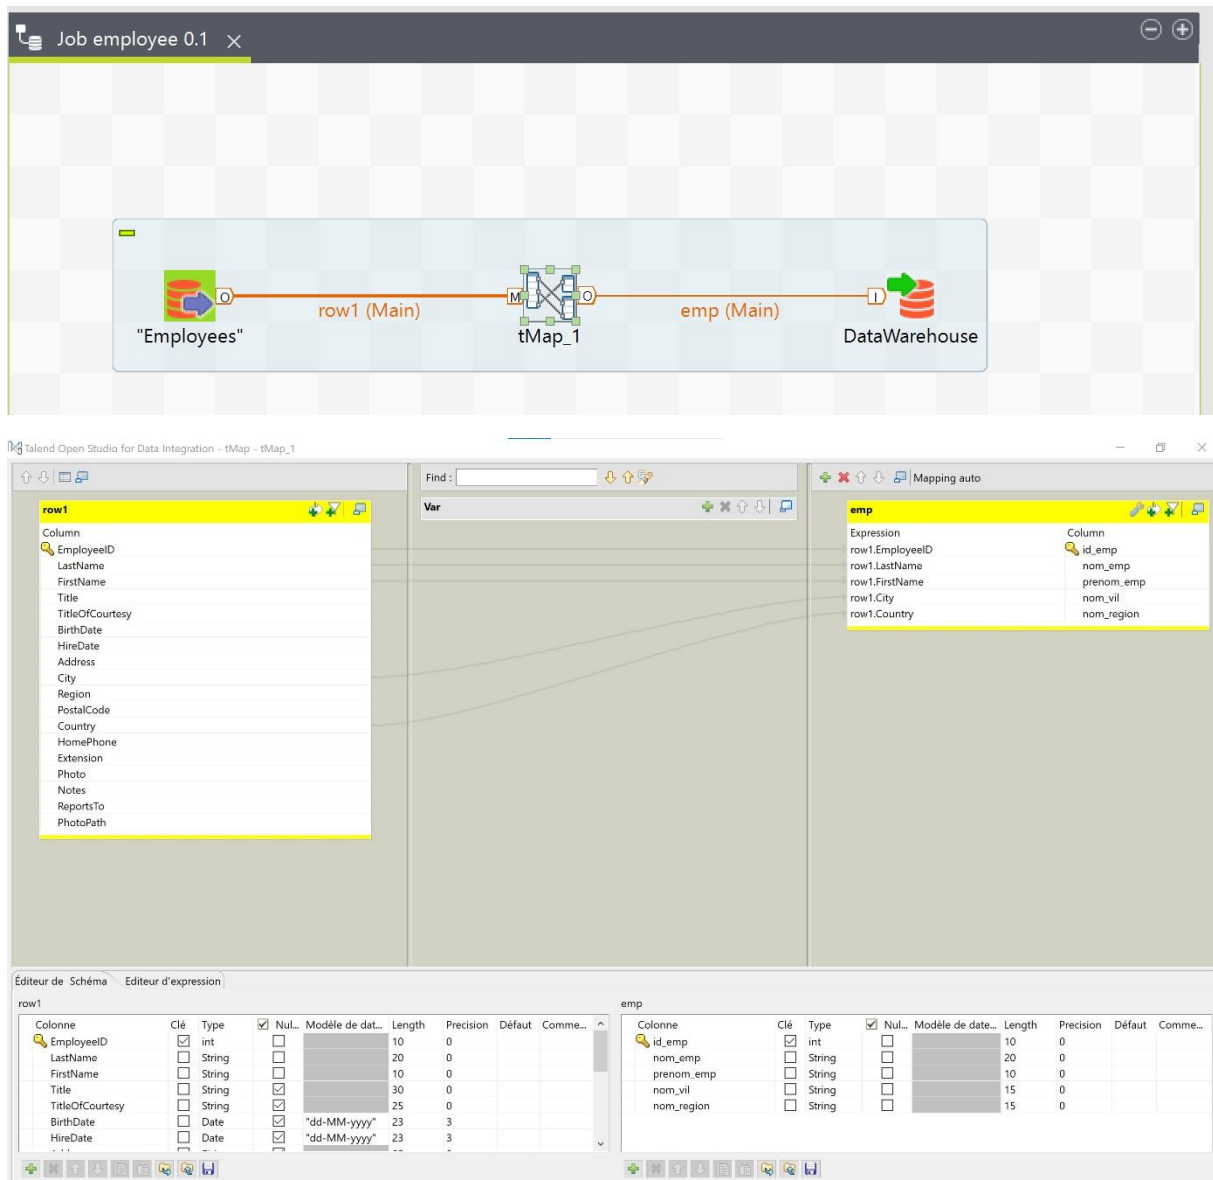 Job employee 0.1
row1 (Main)
emp (Main)
"Employees"
tMap_1
DataWarehouse
O
M
O
I
Talend Open Studio for Data Integration - tMap - tMap_1
Find :
Mapping auto
row1
Column
EmployeeID
LastName
FirstName
Title
TitleOfCourtesy
BirthDate
HireDate
Address
City
Region
PostalCode
Country
HomePhone
Extension
Photo
Notes
ReportsTo
PhotoPath
Var
emp
Expression Column
row1.EmployeeID id_emp
row1.LastName nom_emp
row1.FirstName prenom_emp
row1.City nom_vil
row1.Country nom_region
Éditeur de Schéma Editeur d'expression
row1
Colonne Clé Type Nul... Modèle de dat... Length Precision Défaut Comme...
EmployeeID int 10 0
LastName String 20 0
FirstName String 10 0
Title String 30 0
TitleOfCourtesy String 25 0
BirthDate Date "dd-MM-yyyy" 23 3
HireDate Date "dd-MM-yyyy" 23 3
emp
Colonne Clé Type Nul... Modèle de date... Length Precision Défaut Comme...
id_emp int 10 0
nom_emp String 20 0
prenom_emp String 10 0
nom_vil String 15 0
nom_region String 15 0